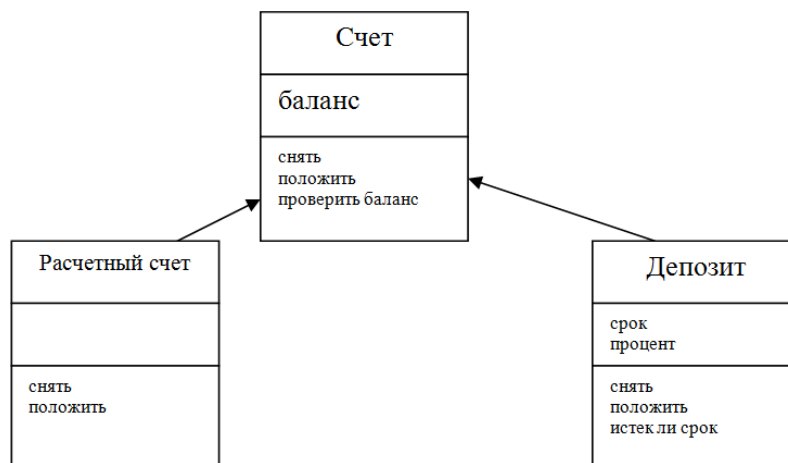 Счет
баланс
снять
положить
проверить баланс
Расчетный счет
снять
положить
Депозит
срок
процент
снять
положить
истек ли срок